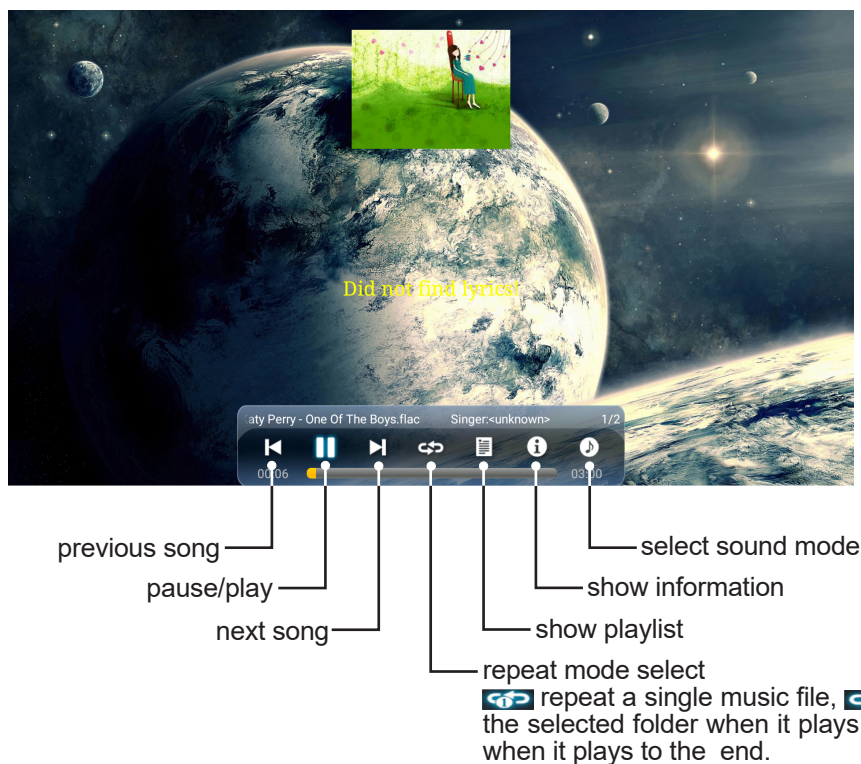 Did not find lyrics!
aty Perry - One Of The Boys.flac Singer:<unknown> 1/2
00:06 03:00
previous song
select sound mode
pause/play
show information
next song
show playlist
repeat mode select
repeat a single music file,
the selected folder when it plays
when it plays to the end.